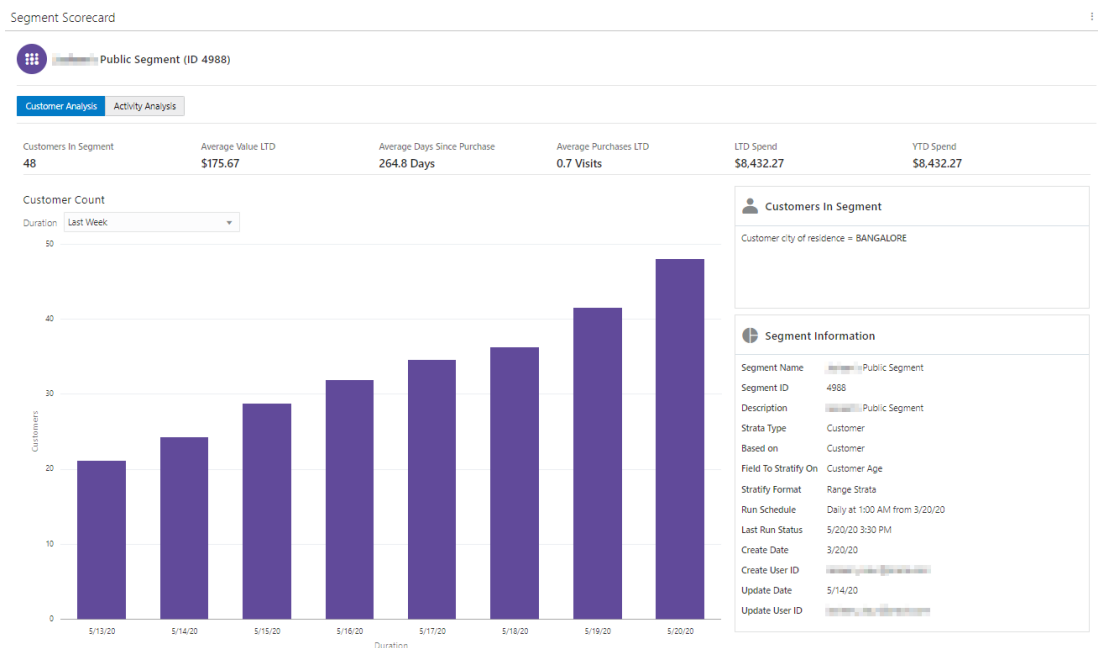 Segment Scorecard
Public Segment (ID 4988)
Customer Analysis Activity Analysis
Customers In Segment Average Value LTD Average Days Since Purchase Average Purchases LTD LTD Spend YTD Spend
48 $175.67 264.8 Days 0.7 Visits $8,432.27 $8,432.27
Customer Count
Duration Last Week
50
40
30
20
10
0
Customers
5/13/20 5/14/20 5/15/20 5/16/20 5/17/20 5/18/20 5/19/20 5/20/20
Duration
Customers In Segment
Customer city of residence = BANGALORE
Segment Information
Segment Name Public Segment
Segment ID 4988
Description Public Segment
Strata Type Customer
Based on Customer
Field To Stratify On Customer Age
Stratify Format Range Strata
Run Schedule Daily at 1:00 AM from 3/20/20
Last Run Status 5/20/20 3:30 PM
Create Date 3/20/20
Create User ID
Update Date 5/14/20
Update User ID